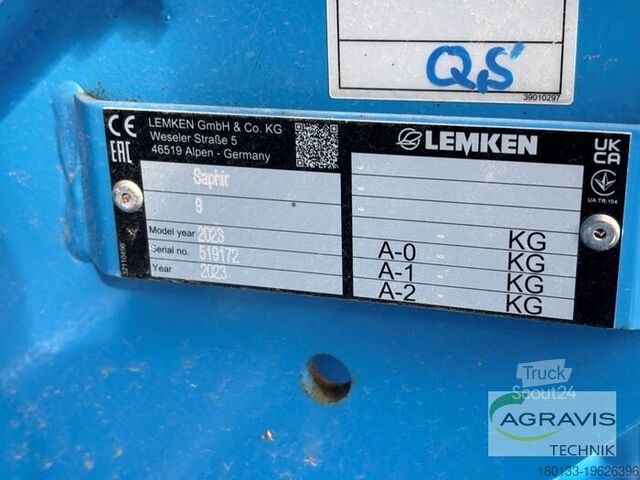 QS
39010297
CE
EAC
LEMKEN GmbH & Co. KG
Weseler Straße 5
46519 Alpen - Germany
LEMKEN
UK
CA
UA.TR.104
Saphir
9
Model year 2023
Serial no. 519172
Year 2023
KG
A-0 KG
A-1 KG
A-2 KG
Truck
Scout24
AGRAVIS
TECHNIK
180133-19626396